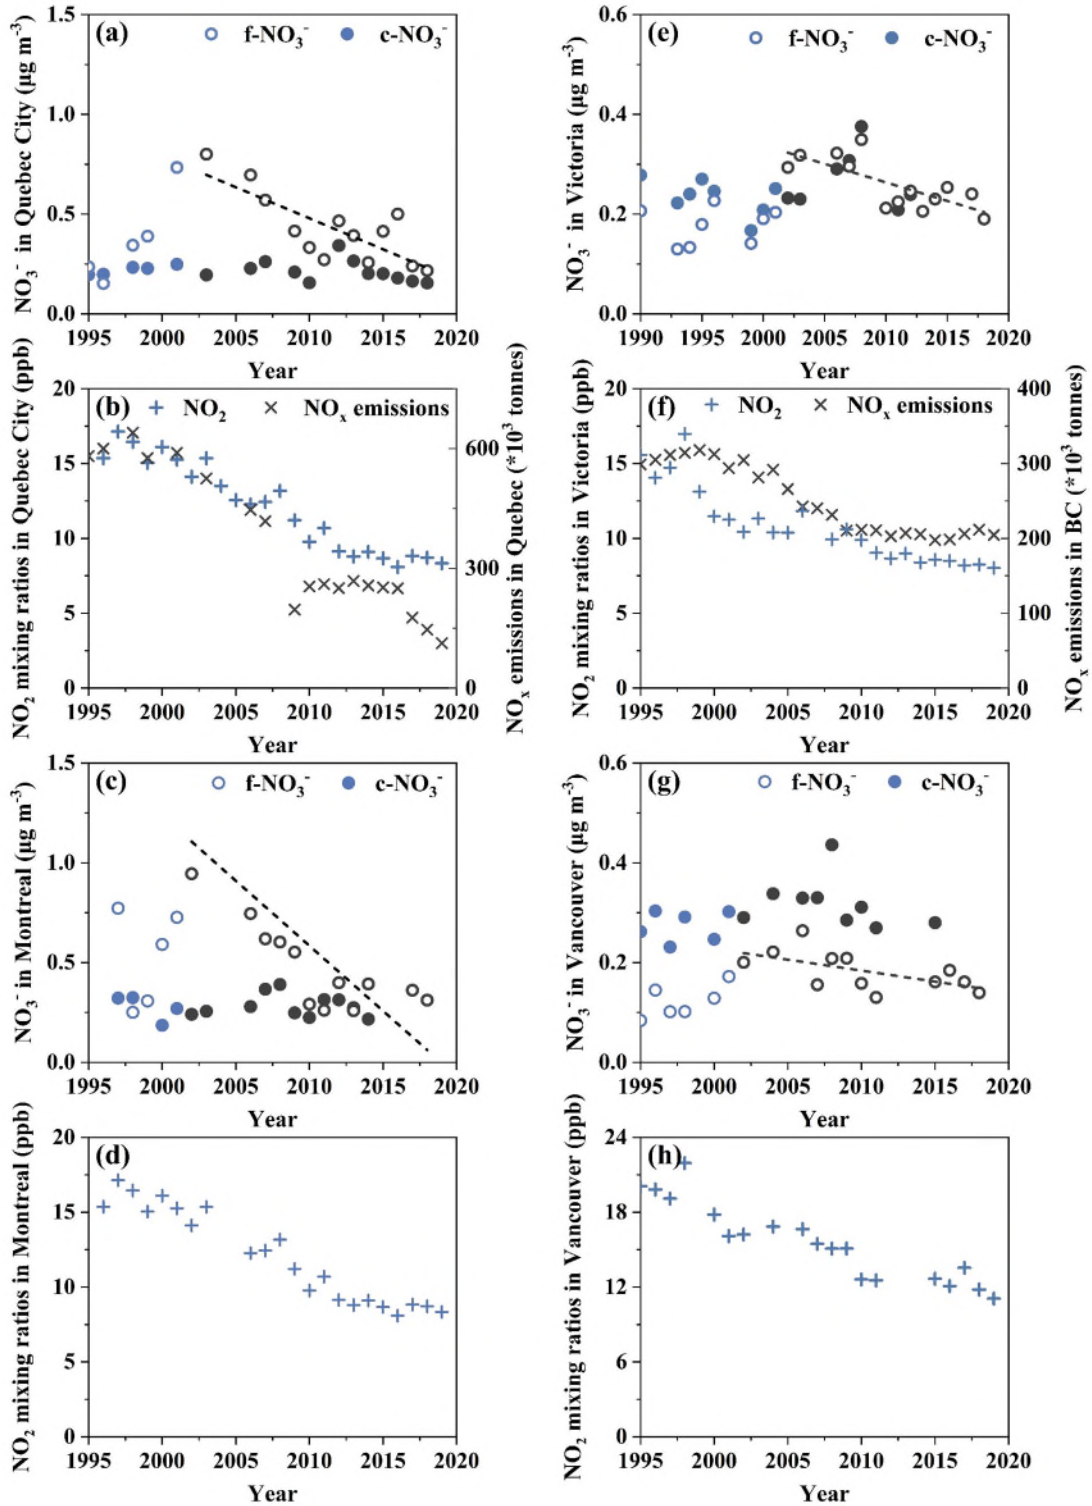 (a) f-NO₃⁻ c-NO₃⁻
NO₃⁻ in Quebec City (μg m⁻³)
1.5
1.0
0.5
0.0
1995 2000 2005 2010 2015 2020
Year
(e) f-NO₃⁻ c-NO₃⁻
NO₃⁻ in Victoria (μg m⁻³)
0.6
0.4
0.2
0.0
1990 1995 2000 2005 2010 2015 2020
Year
(b) NO₂ NOₓ emissions
NO₂ mixing ratios in Quebec City (ppb)
20
15
10
5
0
NOₓ emissions in Quebec (*10³ tonnes)
600
300
0
1995 2000 2005 2010 2015 2020
Year
(f) NO₂ NOₓ emissions
NO₂ mixing ratios in Victoria (ppb)
20
15
10
5
0
NOₓ emissions in BC (*10³ tonnes)
400
300
200
100
0
1995 2000 2005 2010 2015 2020
Year
(c) f-NO₃⁻ c-NO₃⁻
NO₃⁻ in Montreal (μg m⁻³)
1.5
1.0
0.5
0.0
1995 2000 2005 2010 2015 2020
Year
(g) f-NO₃⁻ c-NO₃⁻
NO₃⁻ in Vancouver (μg m⁻³)
0.6
0.4
0.2
0.0
1995 2000 2005 2010 2015 2020
Year
(d)
NO₂ mixing ratios in Montreal (ppb)
20
15
10
5
0
1995 2000 2005 2010 2015 2020
Year
(h)
NO₂ mixing ratios in Vancouver (ppb)
24
18
12
6
0
1995 2000 2005 2010 2015 2020
Year